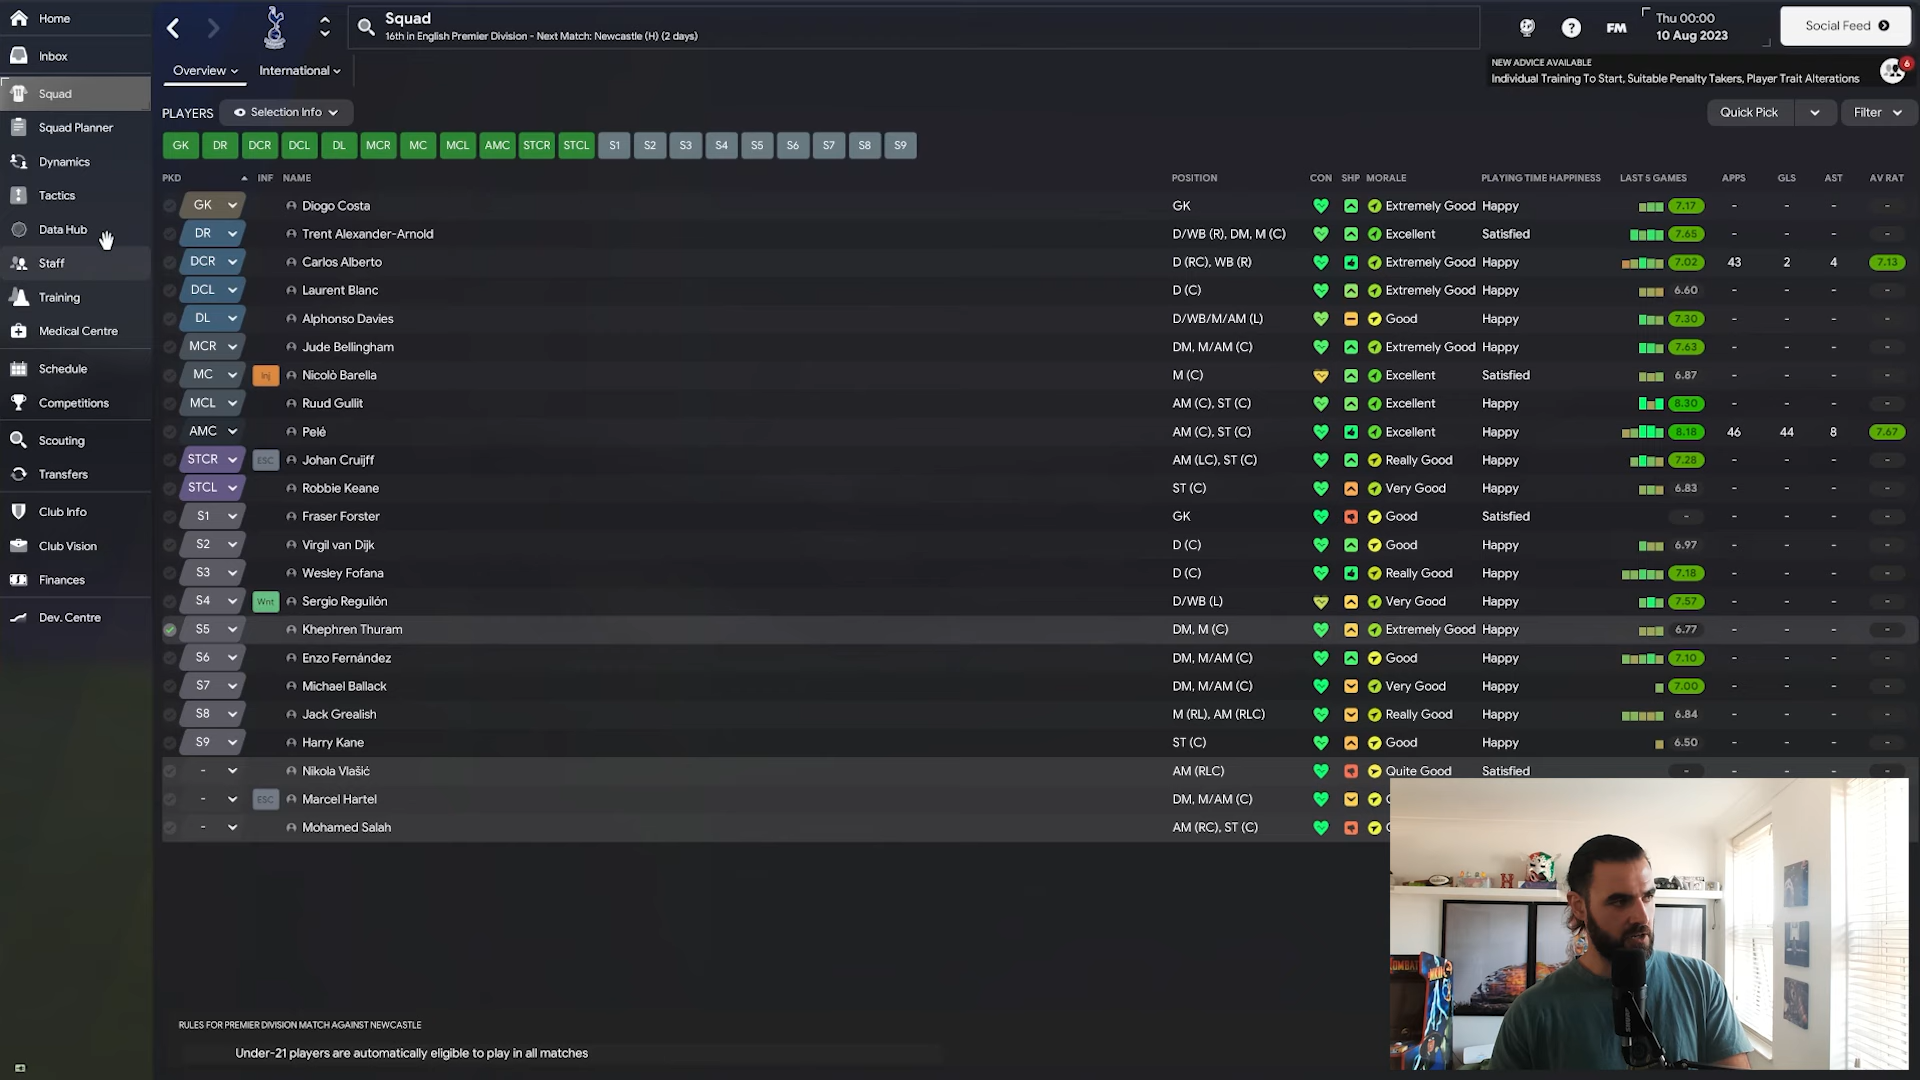 Home
Squad
16th in English Premier Division - Next Match: Newcastle (H) (2 days)
FM
Thu 00:00
10 Aug 2023
Social Feed
Inbox
Overview
International
NEW ADVICE AVAILABLE
Individual Training To Start, Suitable Penalty Takers, Player Trait Alterations
6
Squad
PLAYERS
Selection Info
Quick Pick
Filter
Squad Planner
GK DR DCR DCL DL MCR MC MCL AMC STCR STCL S1 S2 S3 S4 S5 S6 S7 S8 S9
Dynamics
PKD INF NAME POSITION CON SHP MORALE PLAYING TIME HAPPINESS LAST 5 GAMES APPS GLS AST AV RAT
Tactics
GK Diogo Costa GK Extremely Good Happy 7.17 - - - -
Data Hub
DR Trent Alexander-Arnold D/WB (R), DM, M (C) Excellent Satisfied 7.65 - - - -
Staff
DCR Carlos Alberto D (RC), WB (R) Extremely Good Happy 7.02 43 2 4 7.13
DCL Laurent Blanc D (C) Extremely Good Happy 6.60 - - - -
Training
DL Alphonso Davies D/WB/M/AM (L) Good Happy 7.30 - - - -
Medical Centre
MCR Jude Bellingham DM, M/AM (C) Extremely Good Happy 7.63 - - - -
Schedule
MC Inj Nicolò Barella M (C) Excellent Satisfied 6.87 - - - -
Competitions
MCL Ruud Gullit AM (C), ST (C) Excellent Happy 8.30 - - - -
AMC Pelé AM (C), ST (C) Excellent Happy 8.18 46 44 8 7.67
Scouting
STCR ESC Johan Cruijff AM (LC), ST (C) Really Good Happy 7.28 - - - -
Transfers
STCL Robbie Keane ST (C) Very Good Happy 6.83 - - - -
Club Info
S1 Fraser Forster GK Good Satisfied - - - - -
Club Vision
S2 Virgil van Dijk D (C) Good Happy 6.97 - - - -
Finances
S3 Wesley Fofana D (C) Really Good Happy 7.18 - - - -
S4 Wnt Sergio Reguilón D/WB (L) Very Good Happy 7.57 - - - -
Dev. Centre
S5 Khephren Thuram DM, M (C) Extremely Good Happy 6.77 - - - -
S6 Enzo Fernández DM, M/AM (C) Good Happy 7.10 - - - -
S7 Michael Ballack DM, M/AM (C) Very Good Happy 7.00 - - - -
S8 Jack Grealish M (RL), AM (RLC) Really Good Happy 6.84 - - - -
S9 Harry Kane ST (C) Good Happy 6.50 - - - -
- Nikola Vlašić AM (RLC) Quite Good Satisfied - - - - -
- ESC Marcel Hartel DM, M/AM (C)
- Mohamed Salah AM (RC), ST (C)
RULES FOR PREMIER DIVISION MATCH AGAINST NEWCASTLE
Under-21 players are automatically eligible to play in all matches